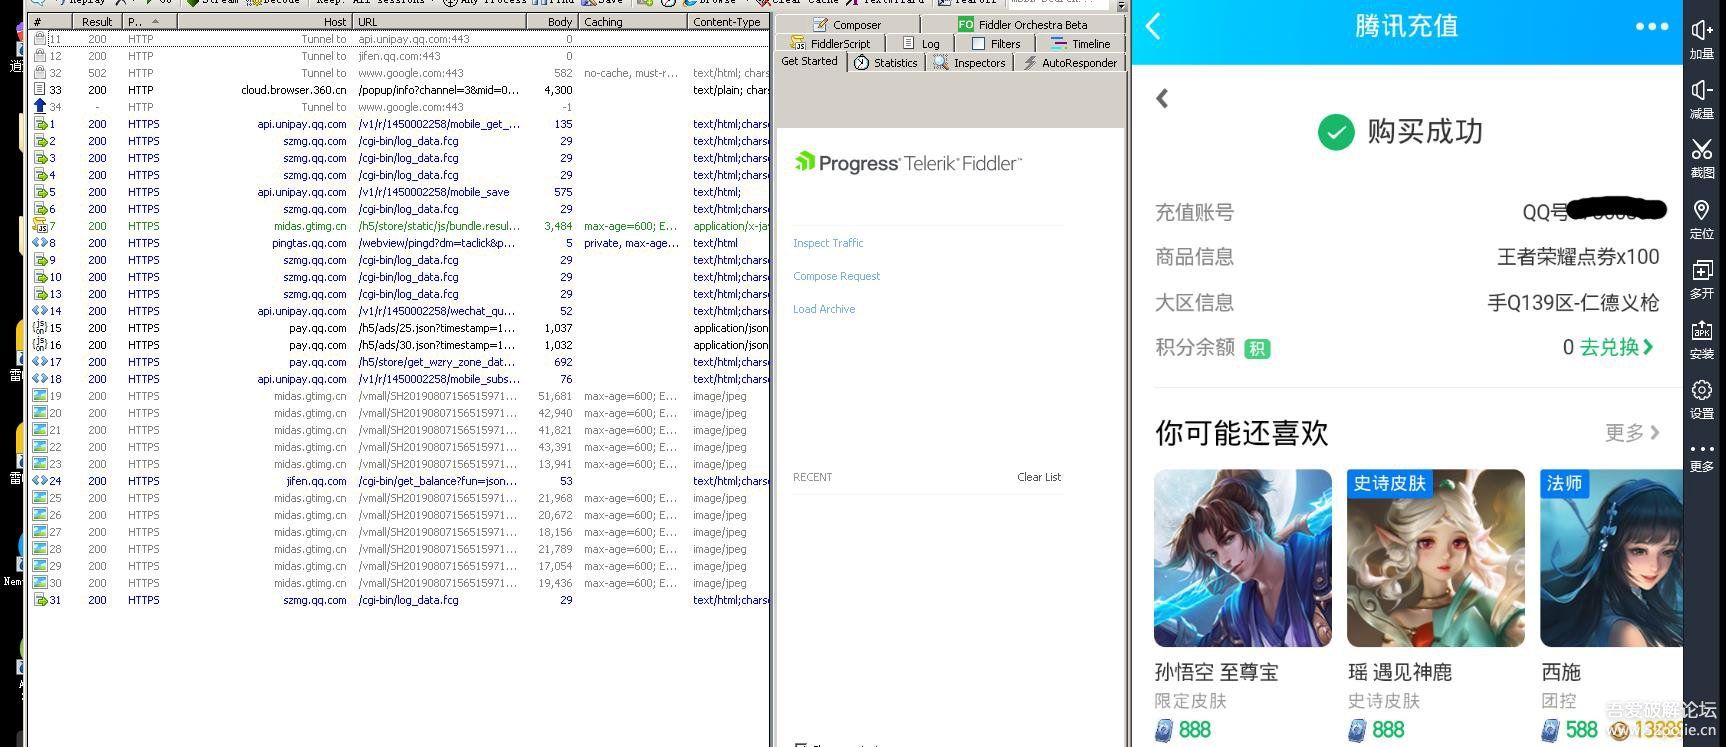 Replay
Go
Stream
Decode
Keep: All sessions
Any Process
Find
Save
Browse
Clear Cache
TextWizard
Tearoff
# Result P.. Host URL Body Caching Content-Type
11 200 HTTP Tunnel to api.unipay.qq.com:443 0
12 200 HTTP Tunnel to jifen.qq.com:443 0
32 502 HTTP Tunnel to www.google.com:443 582 no-cache, must-r... text/html; chars
33 200 HTTP cloud.browser.360.cn /popup/info?channel=3&mid=0... 4,300 text/plain; chars
34 - HTTP Tunnel to www.google.com:443 -1
1 200 HTTPS api.unipay.qq.com /v1/r/1450002258/mobile_get_... 135 text/html;charse
2 200 HTTPS szmg.qq.com /cgi-bin/log_data.fcg 29 text/html;charse
3 200 HTTPS szmg.qq.com /cgi-bin/log_data.fcg 29 text/html;charse
4 200 HTTPS szmg.qq.com /cgi-bin/log_data.fcg 29 text/html;charse
5 200 HTTPS api.unipay.qq.com /v1/r/1450002258/mobile_save 575 text/html;
6 200 HTTPS szmg.qq.com /cgi-bin/log_data.fcg 29 text/html;charse
7 200 HTTPS midas.gtimg.cn /h5/store/static/js/bundle.resul... 3,484 max-age=600; E... application/x-jav
8 200 HTTPS pingtas.qq.com /webview/pingd?dm=taclick&p... 5 private, max-age... text/html
9 200 HTTPS szmg.qq.com /cgi-bin/log_data.fcg 29 text/html;charse
10 200 HTTPS szmg.qq.com /cgi-bin/log_data.fcg 29 text/html;charse
13 200 HTTPS szmg.qq.com /cgi-bin/log_data.fcg 29 text/html;charse
14 200 HTTPS api.unipay.qq.com /v1/r/1450002258/wechat_qu... 52 text/html;charse
15 200 HTTPS pay.qq.com /h5/ads/25.json?timestamp=1... 1,037 application/json
16 200 HTTPS pay.qq.com /h5/ads/30.json?timestamp=1... 1,032 application/json
17 200 HTTPS pay.qq.com /h5/store/get_wzry_zone_dat... 692 text/html;charse
18 200 HTTPS api.unipay.qq.com /v1/r/1450002258/mobile_subs... 76 text/html;charse
19 200 HTTPS midas.gtimg.cn /vmall/SH20190807156515971... 51,681 max-age=600; E... image/jpeg
20 200 HTTPS midas.gtimg.cn /vmall/SH20190807156515971... 42,940 max-age=600; E... image/jpeg
21 200 HTTPS midas.gtimg.cn /vmall/SH20190807156515971... 41,821 max-age=600; E... image/jpeg
22 200 HTTPS midas.gtimg.cn /vmall/SH20190807156515971... 43,391 max-age=600; E... image/jpeg
23 200 HTTPS midas.gtimg.cn /vmall/SH20190807156515971... 13,941 max-age=600; E... image/jpeg
24 200 HTTPS jifen.qq.com /cgi-bin/get_balance?fun=json... 53 text/html;charse
25 200 HTTPS midas.gtimg.cn /vmall/SH20190807156515971... 21,968 max-age=600; E... image/jpeg
26 200 HTTPS midas.gtimg.cn /vmall/SH20190807156515971... 20,672 max-age=600; E... image/jpeg
27 200 HTTPS midas.gtimg.cn /vmall/SH20190807156515971... 18,156 max-age=600; E... image/jpeg
28 200 HTTPS midas.gtimg.cn /vmall/SH20190807156515971... 21,789 max-age=600; E... image/jpeg
29 200 HTTPS midas.gtimg.cn /vmall/SH20190807156515971... 17,054 max-age=600; E... image/jpeg
30 200 HTTPS midas.gtimg.cn /vmall/SH20190807156515971... 19,436 max-age=600; E... image/jpeg
31 200 HTTPS szmg.qq.com /cgi-bin/log_data.fcg 29 text/html;charse
Composer
FO Fiddler Orchestra Beta
FiddlerScript
Log
Filters
Timeline
Get Started
Statistics
Inspectors
AutoResponder
Progress Telerik Fiddler
Inspect Traffic
Compose Request
Load Archive
RECENT Clear List
腾讯充值
购买成功
充值账号 QQ号
商品信息 王者荣耀点券x100
大区信息 手Q139区-仁德义枪
积分余额 积 0 去兑换
你可能还喜欢 更多
史诗皮肤
法师
孙悟空 至尊宝
瑶 遇见神鹿
西施
限定皮肤
史诗皮肤
团控
888
888
588
加量
减量
截图
定位
多开
APK
安装
设置
更多
吾爱破解论坛
www.52pojie.cn